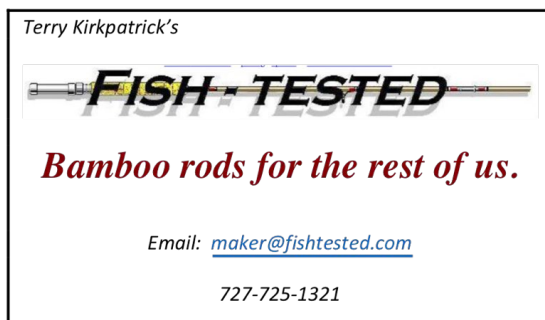 Terry Kirkpatrick’s
FISH - TESTED
Bamboo rods for the rest of us.
Email: maker@fishtested.com
727-725-1321